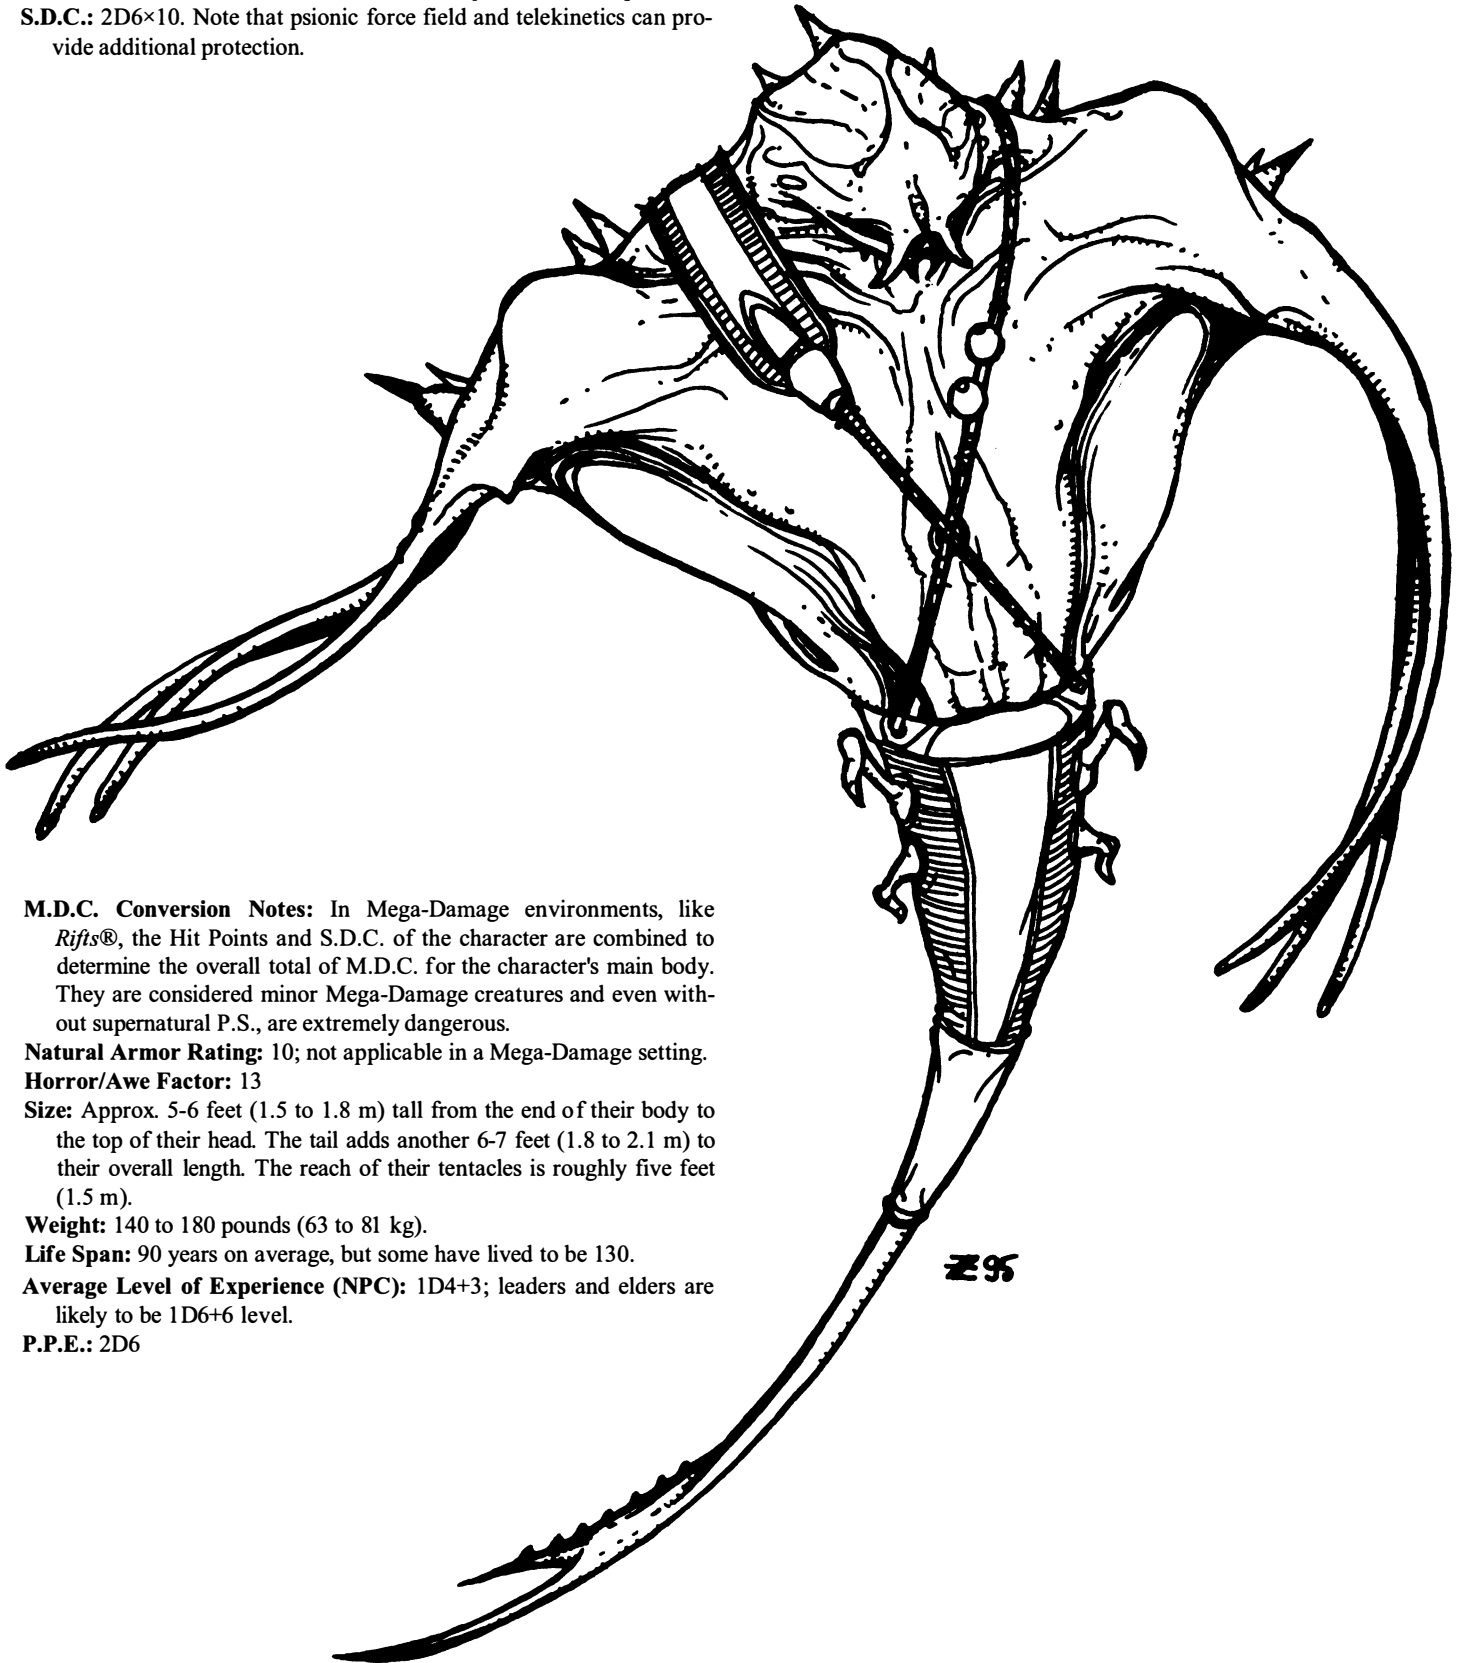 S.D.C.: 2D6×10. Note that psionic force field and telekinetics can pro-
vide additional protection.
M.D.C. Conversion Notes: In Mega-Damage environments, like
Rifts®, the Hit Points and S.D.C. of the character are combined to
determine the overall total of M.D.C. for the character's main body.
They are considered minor Mega-Damage creatures and even with-
out supernatural P.S., are extremely dangerous.
Natural Armor Rating: 10; not applicable in a Mega-Damage setting.
Horror/Awe Factor: 13
Size: Approx. 5-6 feet (1.5 to 1.8 m) tall from the end of their body to
the top of their head. The tail adds another 6-7 feet (1.8 to 2.1 m) to
their overall length. The reach of their tentacles is roughly five feet
(1.5 m).
Weight: 140 to 180 pounds (63 to 81 kg).
Life Span: 90 years on average, but some have lived to be 130.
Average Level of Experience (NPC): 1D4+3; leaders and elders are
likely to be 1D6+6 level.
P.P.E.: 2D6
Z 95